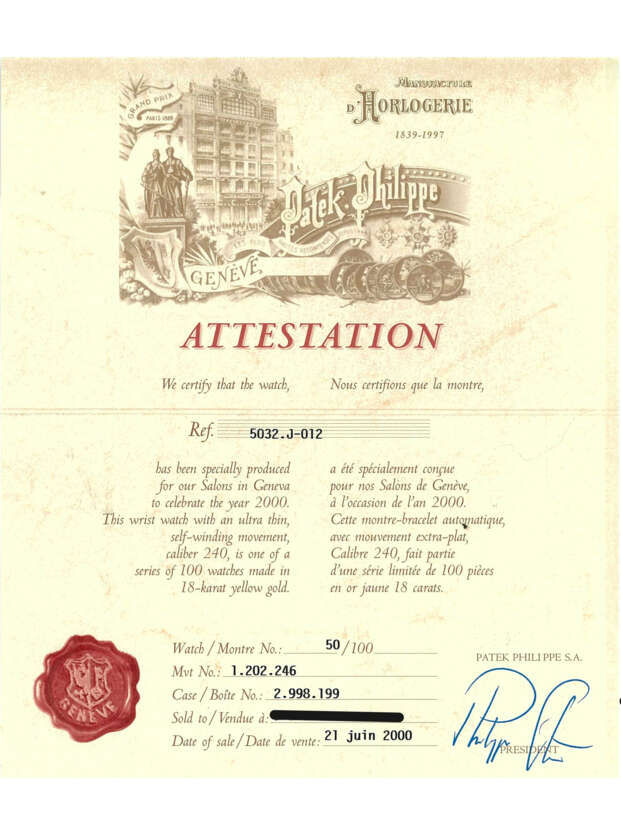 GRAND PRIX
PARIS 1889
MANUFACTURE
D'HORLOGERIE
1839-1997
Patek Philippe
GENÈVE
ATTESTATION
We certify that the watch,
Nous certifions que la montre,
Ref. 5032.J-012
has been specially produced
for our Salons in Geneva
to celebrate the year 2000.
This wrist watch with an ultra thin,
self-winding movement,
caliber 240, is one of a
series of 100 watches made in
18-karat yellow gold.
a été spécialement conçue
pour nos Salons de Genève,
à l'occasion de l'an 2000.
Cette montre-bracelet automatique,
avec mouvement extra-plat,
Calibre 240, fait partie
d'une série limitée de 100 pièces
en or jaune 18 carats.
Watch / Montre No.: 50/100
Mvt No.: 1.202.246
Case / Boîte No.: 2.998.199
Sold to / Vendue à:
Date of sale / Date de vente: 21 juin 2000
GENÈVE
PATEK PHILIPPE S.A.
PRESIDENT